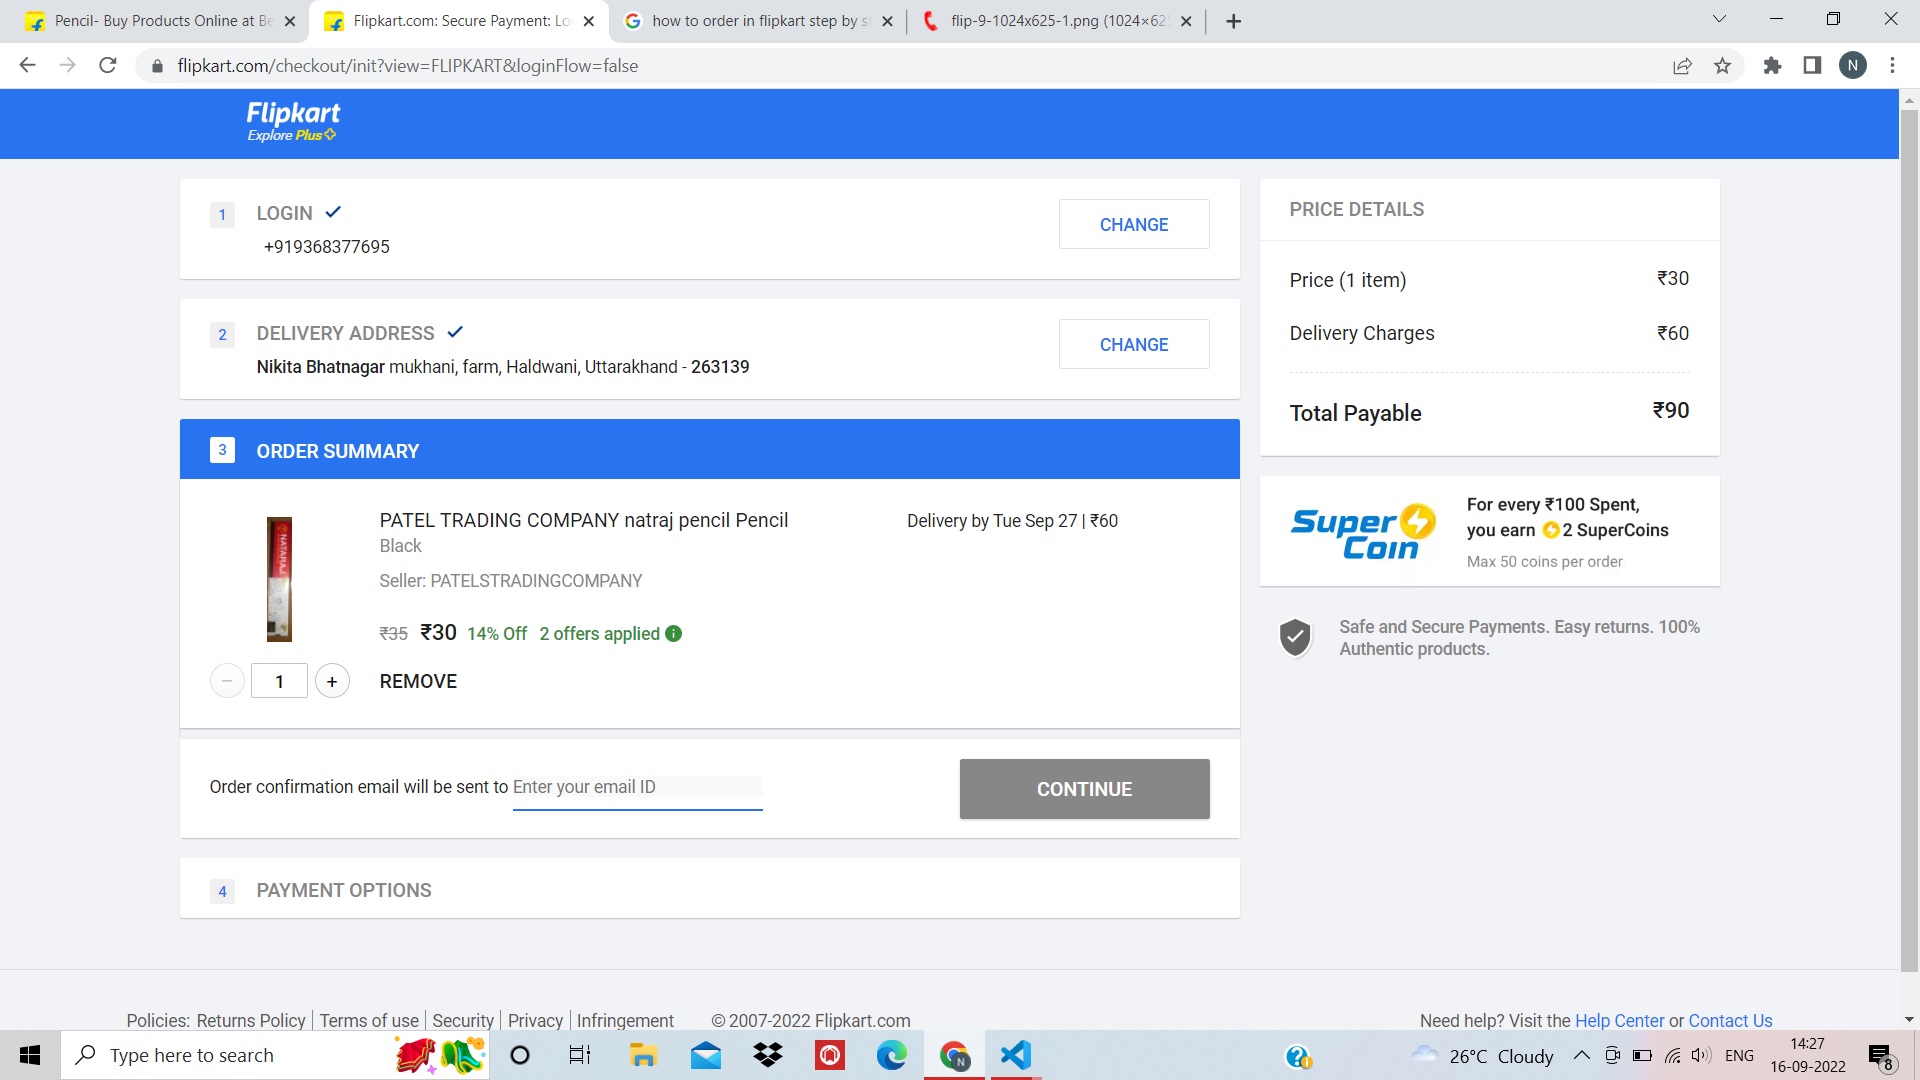 Pencil- Buy Products Online at Be
Flipkart.com: Secure Payment: Lo
how to order in flipkart step by s
flip-9-1024x625-1.png (1024×625
flipkart.com/checkout/init?view=FLIPKART&loginFlow=false
N
Flipkart
Explore Plus
1 LOGIN
+919368377695
CHANGE
2 DELIVERY ADDRESS
Nikita Bhatnagar mukhani, farm, Haldwani, Uttarakhand - 263139
CHANGE
3 ORDER SUMMARY
NATARAJ
PATEL TRADING COMPANY natraj pencil Pencil
Black
Seller: PATELSTRADINGCOMPANY
₹35 ₹30 14% Off 2 offers applied
Delivery by Tue Sep 27 | ₹60
− 1 + REMOVE
Order confirmation email will be sent to Enter your email ID
CONTINUE
4 PAYMENT OPTIONS
PRICE DETAILS
Price (1 item) ₹30
Delivery Charges ₹60
Total Payable ₹90
Super Coin
For every ₹100 Spent,
you earn 2 SuperCoins
Max 50 coins per order
Safe and Secure Payments. Easy returns. 100%
Authentic products.
Policies: Returns Policy | Terms of use | Security | Privacy | Infringement © 2007-2022 Flipkart.com
Need help? Visit the Help Center or Contact Us
Type here to search
26°C Cloudy
ENG
14:27
16-09-2022
8